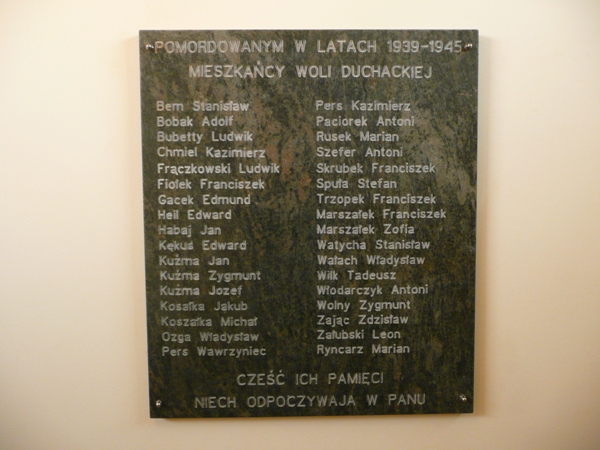 POMORDOWANYM W LATACH 1939-1945
MIESZKAŃCY WOLI DUCHACKIEJ
Bem Stanisław
Bobak Adolf
Bubetty Ludwik
Chmiel Kazimierz
Frączkowski Ludwik
Fiołek Franciszek
Gacek Edmund
Heil Edward
Habaj Jan
Kękuś Edward
Kuźma Jan
Kuźma Zygmunt
Kuźma Jozef
Kosałka Jakub
Koszałka Michał
Ozga Władysław
Pers Wawrzyniec
Pers Kazimierz
Paciorek Antoni
Rusek Marian
Szefer Antoni
Skrubek Franciszek
Spuła Stefan
Trzopek Franciszek
Marszałek Franciszek
Marszałek Zofia
Watycha Stanisław
Wałach Władysław
Wilk Tadeusz
Włodarczyk Antoni
Wolny Zygmunt
Zając Zdzisław
Załubski Leon
Ryncarz Marian
CZEŚĆ ICH PAMIĘCI
NIECH ODPOCZYWAJĄ W PANU